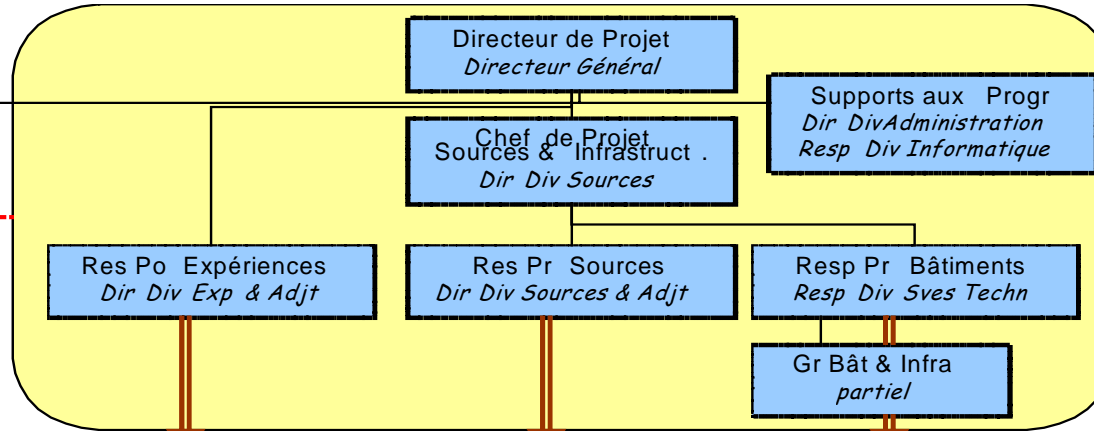 Directeur de Projet
Directeur Général
Supports aux Progr
Dir DivAdministration
Resp Div Informatique
Chef de Projet
Sources & Infrastruct .
Dir Div Sources
Res Po Expériences
Dir Div Exp & Adjt
Res Pr Sources
Dir Div Sources & Adjt
Resp Pr Bâtiments
Resp Div Sves Techn
Gr Bât & Infra
partiel